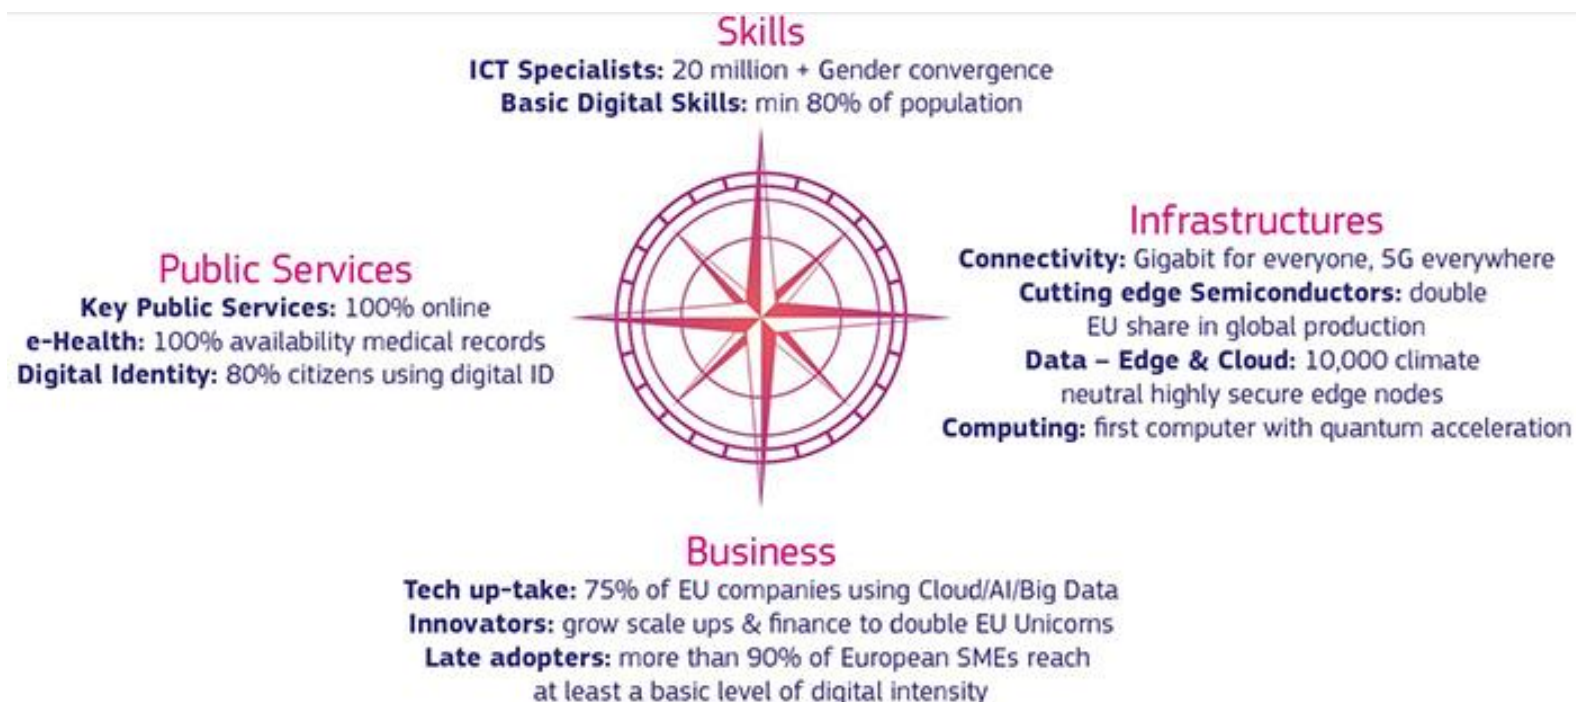 Skills
ICT Specialists: 20 million + Gender convergence
Basic Digital Skills: min 80% of population
Public Services
Key Public Services: 100% online
e-Health: 100% availability medical records
Digital Identity: 80% citizens using digital ID
Infrastructures
Connectivity: Gigabit for everyone, 5G everywhere
Cutting edge Semiconductors: double
EU share in global production
Data – Edge & Cloud: 10,000 climate
neutral highly secure edge nodes
Computing: first computer with quantum acceleration
Business
Tech up-take: 75% of EU companies using Cloud/AI/Big Data
Innovators: grow scale ups & finance to double EU Unicorns
Late adopters: more than 90% of European SMEs reach
at least a basic level of digital intensity